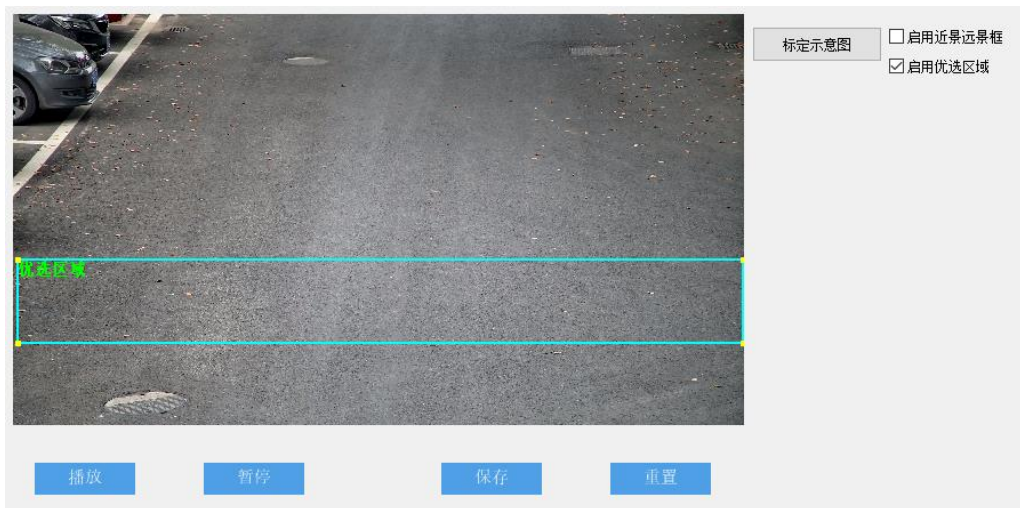 标定示意图
启用近景远景框
启用优选区域
优选区域
播放 暂停 保存 重置